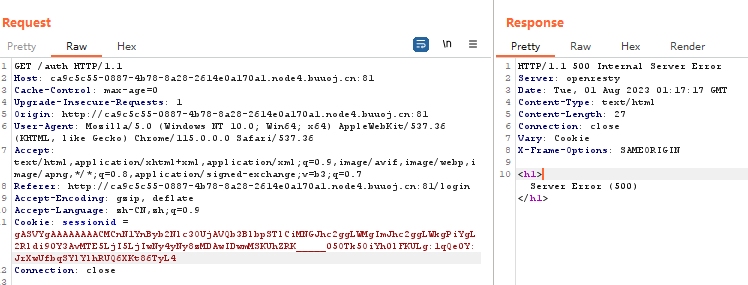 Request
Pretty Raw Hex
\n
1 GET /auth HTTP/1.1
2 Host: ca9c5c55-0887-4b78-8a28-2614e0a170a1.node4.buuoj.cn:81
3 Cache-Control: max-age=0
4 Upgrade-Insecure-Requests: 1
5 Origin: http://ca9c5c55-0887-4b78-8a28-2614e0a170a1.node4.buuoj.cn:81
6 User-Agent: Mozilla/5.0 (Windows NT 10.0; Win64; x64) AppleWebKit/537.36
(KHTML, like Gecko) Chrome/115.0.0.0 Safari/537.36
7 Accept:
text/html,application/xhtml+xml,application/xml;q=0.9,image/avif,image/webp,i
mage/apng,*/*;q=0.8,application/signed-exchange;v=b3;q=0.7
8 Referer: http://ca9c5c55-0887-4b78-8a28-2614e0a170a1.node4.buuoj.cn:81/login
9 Accept-Encoding: gzip, deflate
0 Accept-Language: zh-CN,zh;q=0.9
1 Cookie: sessionid =
2 Connection: close
3
Response
Pretty Raw Hex Render
1 HTTP/1.1 500 Internal Server Error
2 Server: openresty
3 Date: Tue, 01 Aug 2023 01:17:17 GMT
4 Content-Type: text/html
5 Content-Length: 27
6 Connection: close
7 Vary: Cookie
8 X-Frame-Options: SAMEORIGIN
9
10 <h1>
Server Error (500)
</h1>